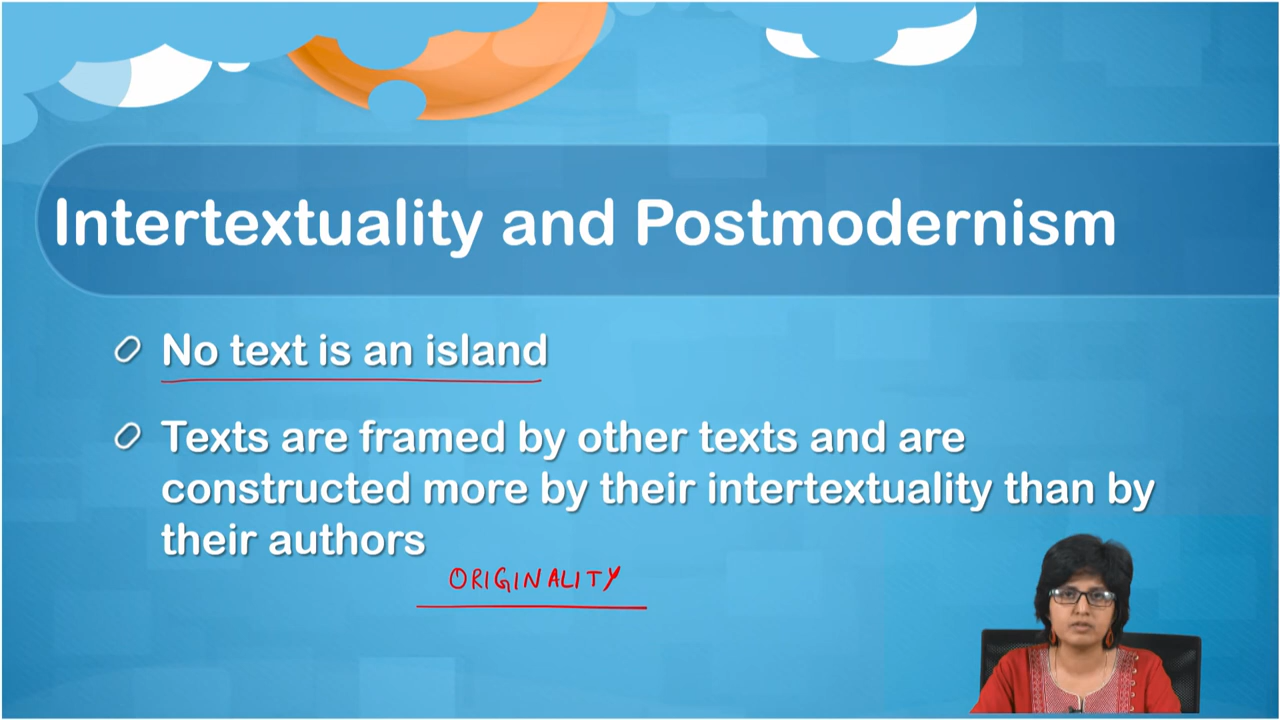 Intertextuality and Postmodernism
No text is an island
Texts are framed by other texts and are
constructed more by their intertextuality than by
their authors
ORIGINALITY